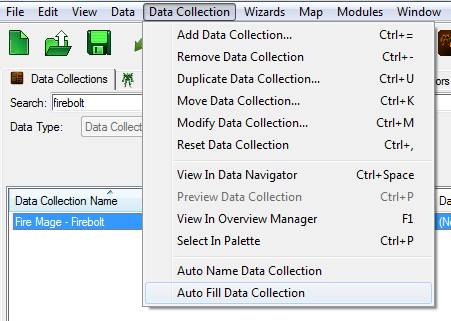 File Edit View Data Data Collection Wizards Map Modules Window
Add Data Collection... Ctrl+=
Remove Data Collection Ctrl+-
Duplicate Data Collection... Ctrl+U
Move Data Collection... Ctrl+K
Modify Data Collection... Ctrl+M
Reset Data Collection Ctrl+,
View In Data Navigator Ctrl+Space
Preview Data Collection Ctrl+P
View In Overview Manager F1
Select In Palette Ctrl+P
Auto Name Data Collection
Auto Fill Data Collection
Data Collections
Search: firebolt
Data Type: Data Collect
Data Collection Name
Fire Mage - Firebolt